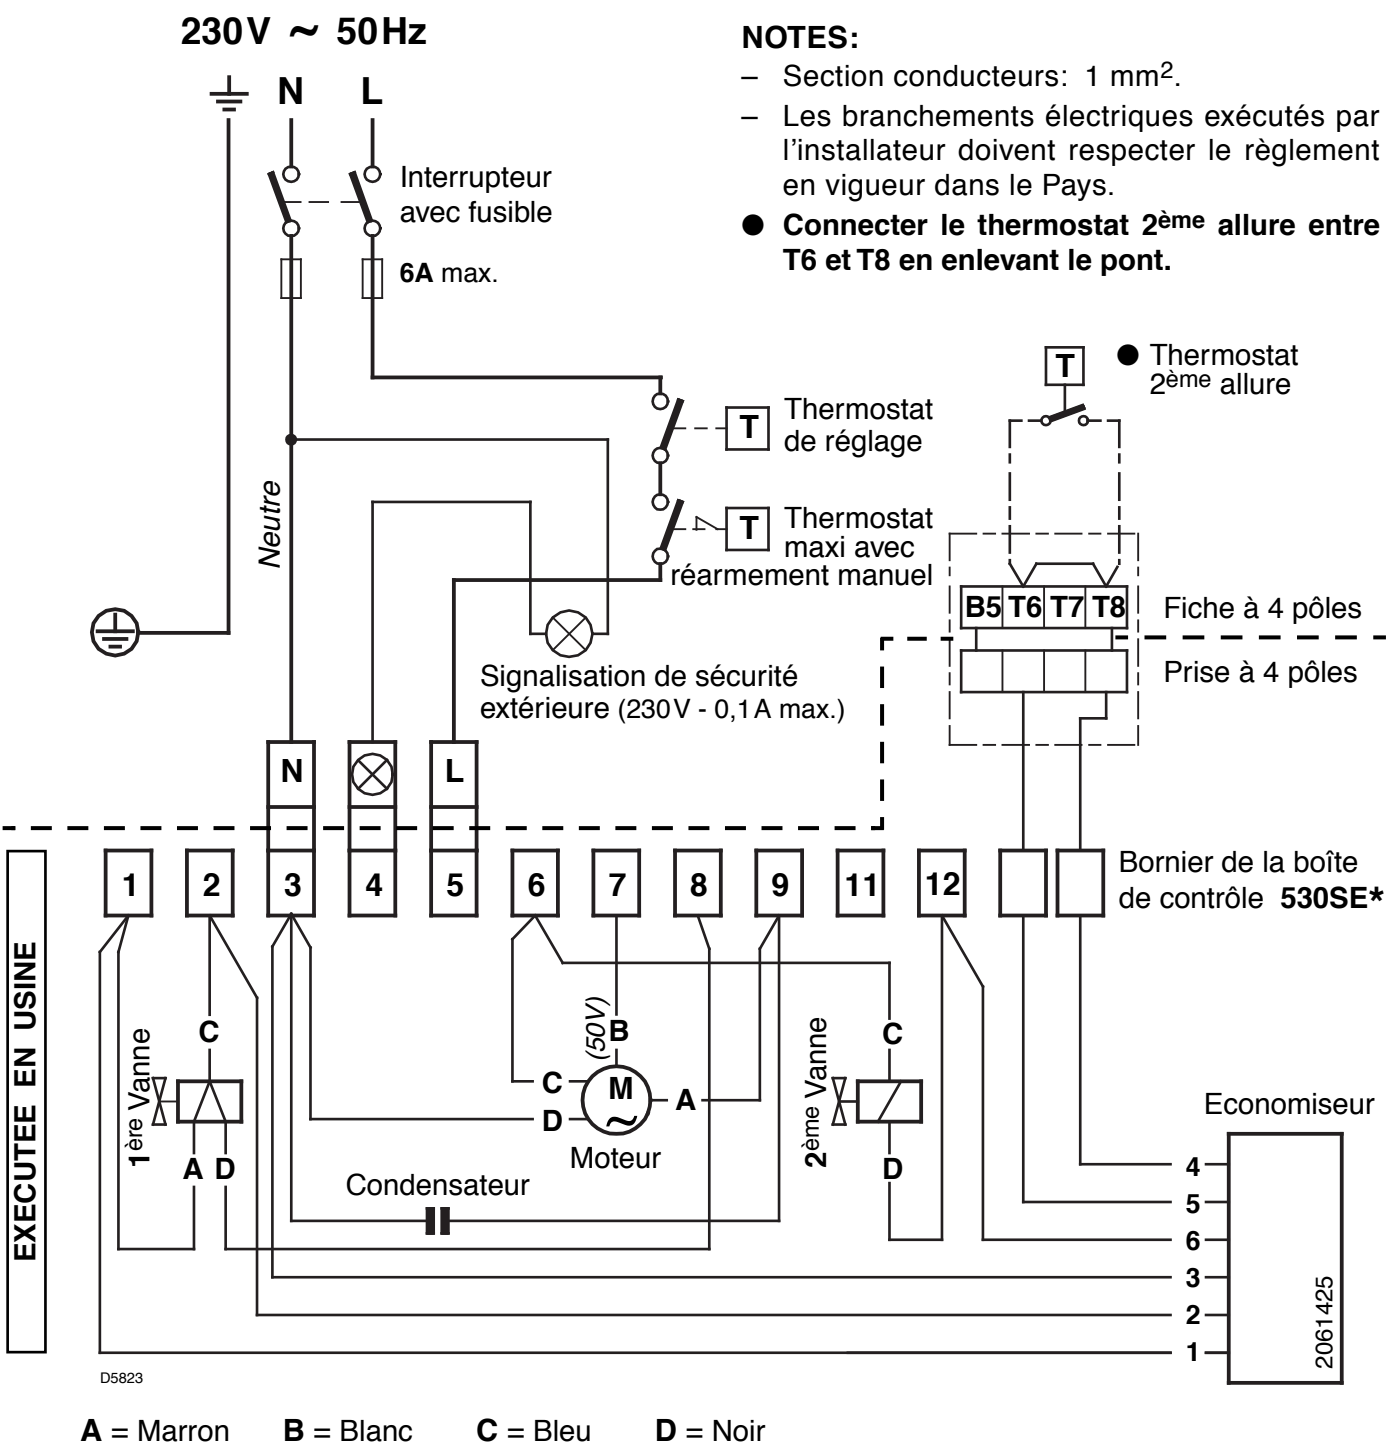 230V ~ 50Hz
N L
Interrupteur
avec fusible
6A max.
NOTES:
– Section conducteurs: 1 mm².
– Les branchements électriques exécutés par
l'installateur doivent respecter le règlement
en vigueur dans le Pays.
● Connecter le thermostat 2ème allure entre
T6 et T8 en enlevant le pont.
T
● Thermostat
2ème allure
T
Thermostat
de réglage
Neutre
T
Thermostat
maxi avec
réarmement manuel
B5 T6 T7 T8
Fiche à 4 pôles
Prise à 4 pôles
Signalisation de sécurité
extérieure (230V - 0,1A max.)
N L
1 2 3 4 5 6 7 8 9 11 12
Bornier de la boîte
de contrôle 530SE*
EXECUTEE EN USINE
1ère Vanne
C
A D
(50V)
B
C
D
M
~
A
Moteur
Condensateur
2ème Vanne
C
D
Economiseur
4
5
6
3
2
1
2061425
D5823
A = Marron B = Blanc C = Bleu D = Noir